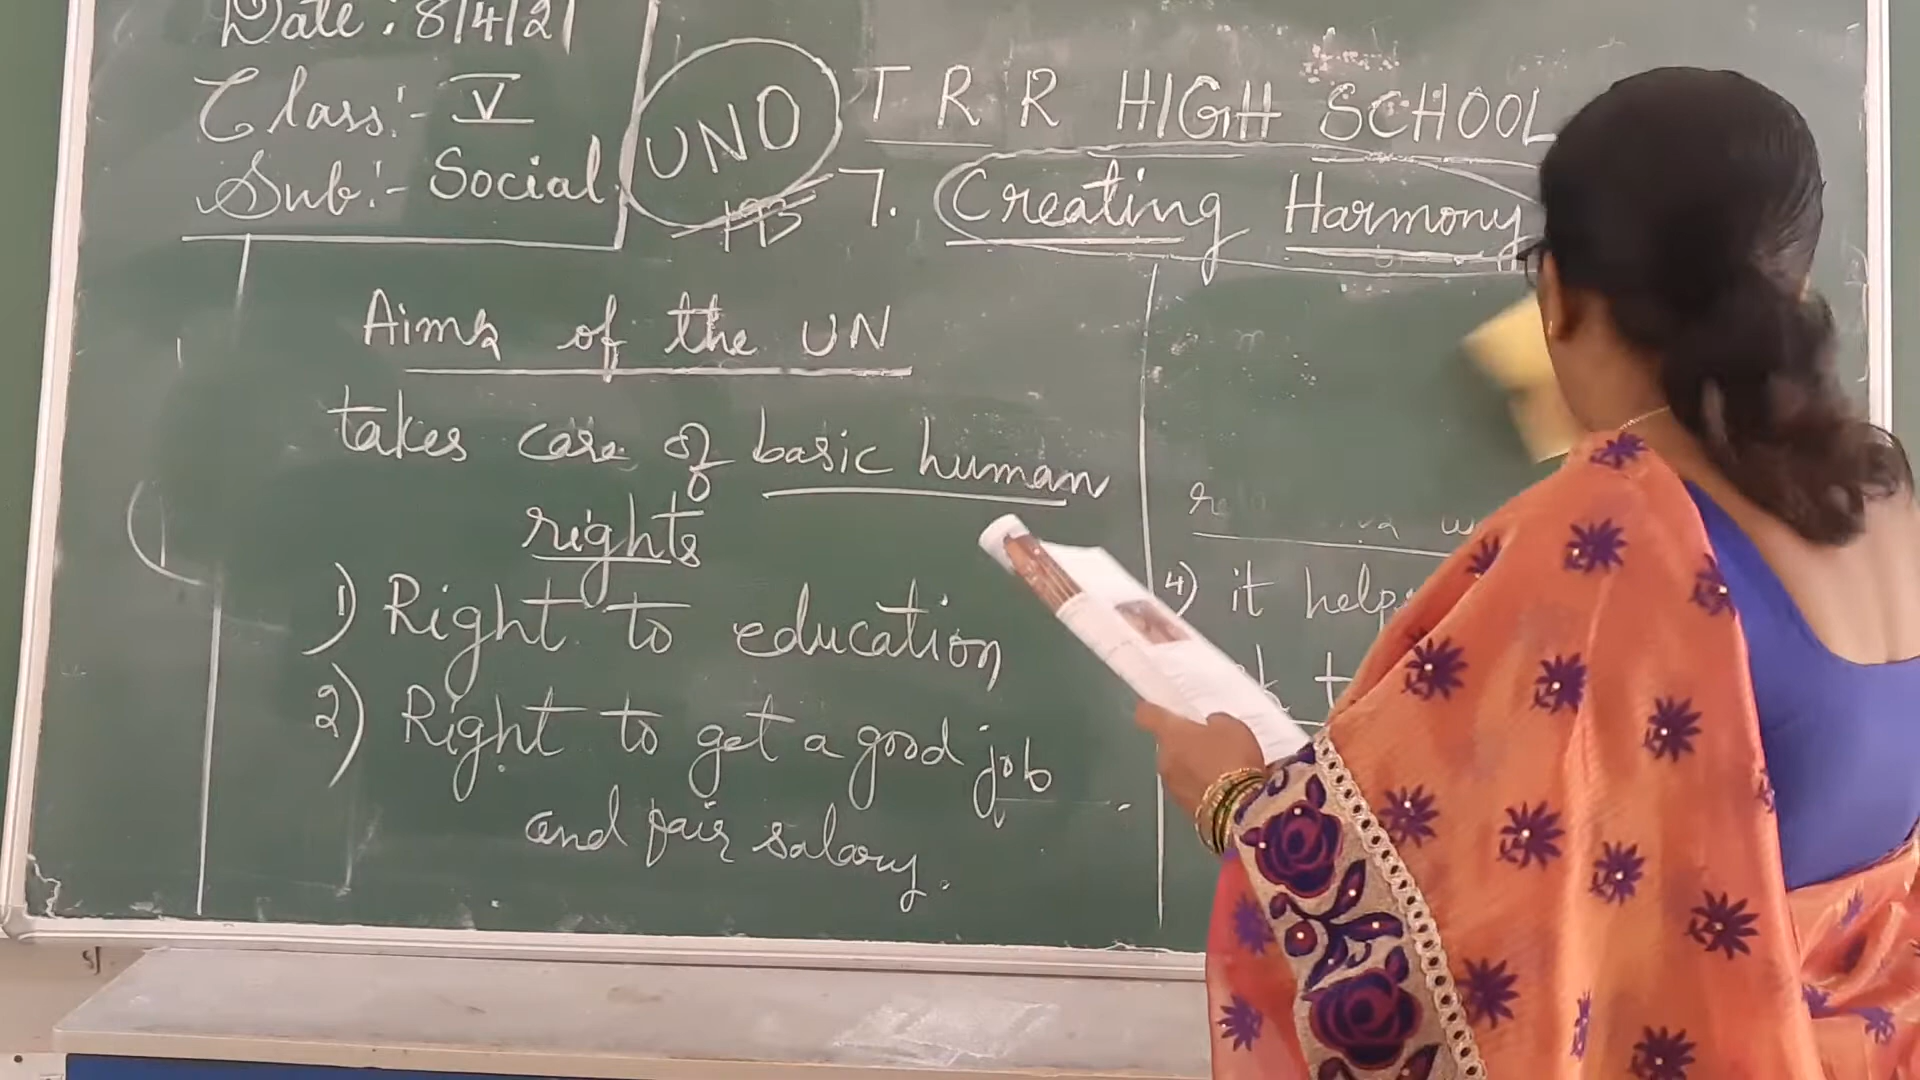 Date : 8/4/21
Class:- V
Sub:- Social
UNO
193
T R R HIGH SCHOOL
7. Creating Harmony
Aims of the UN
takes care of basic human
rights
1) Right to education
2) Right to get a good job
and fair salary.
4) it helps